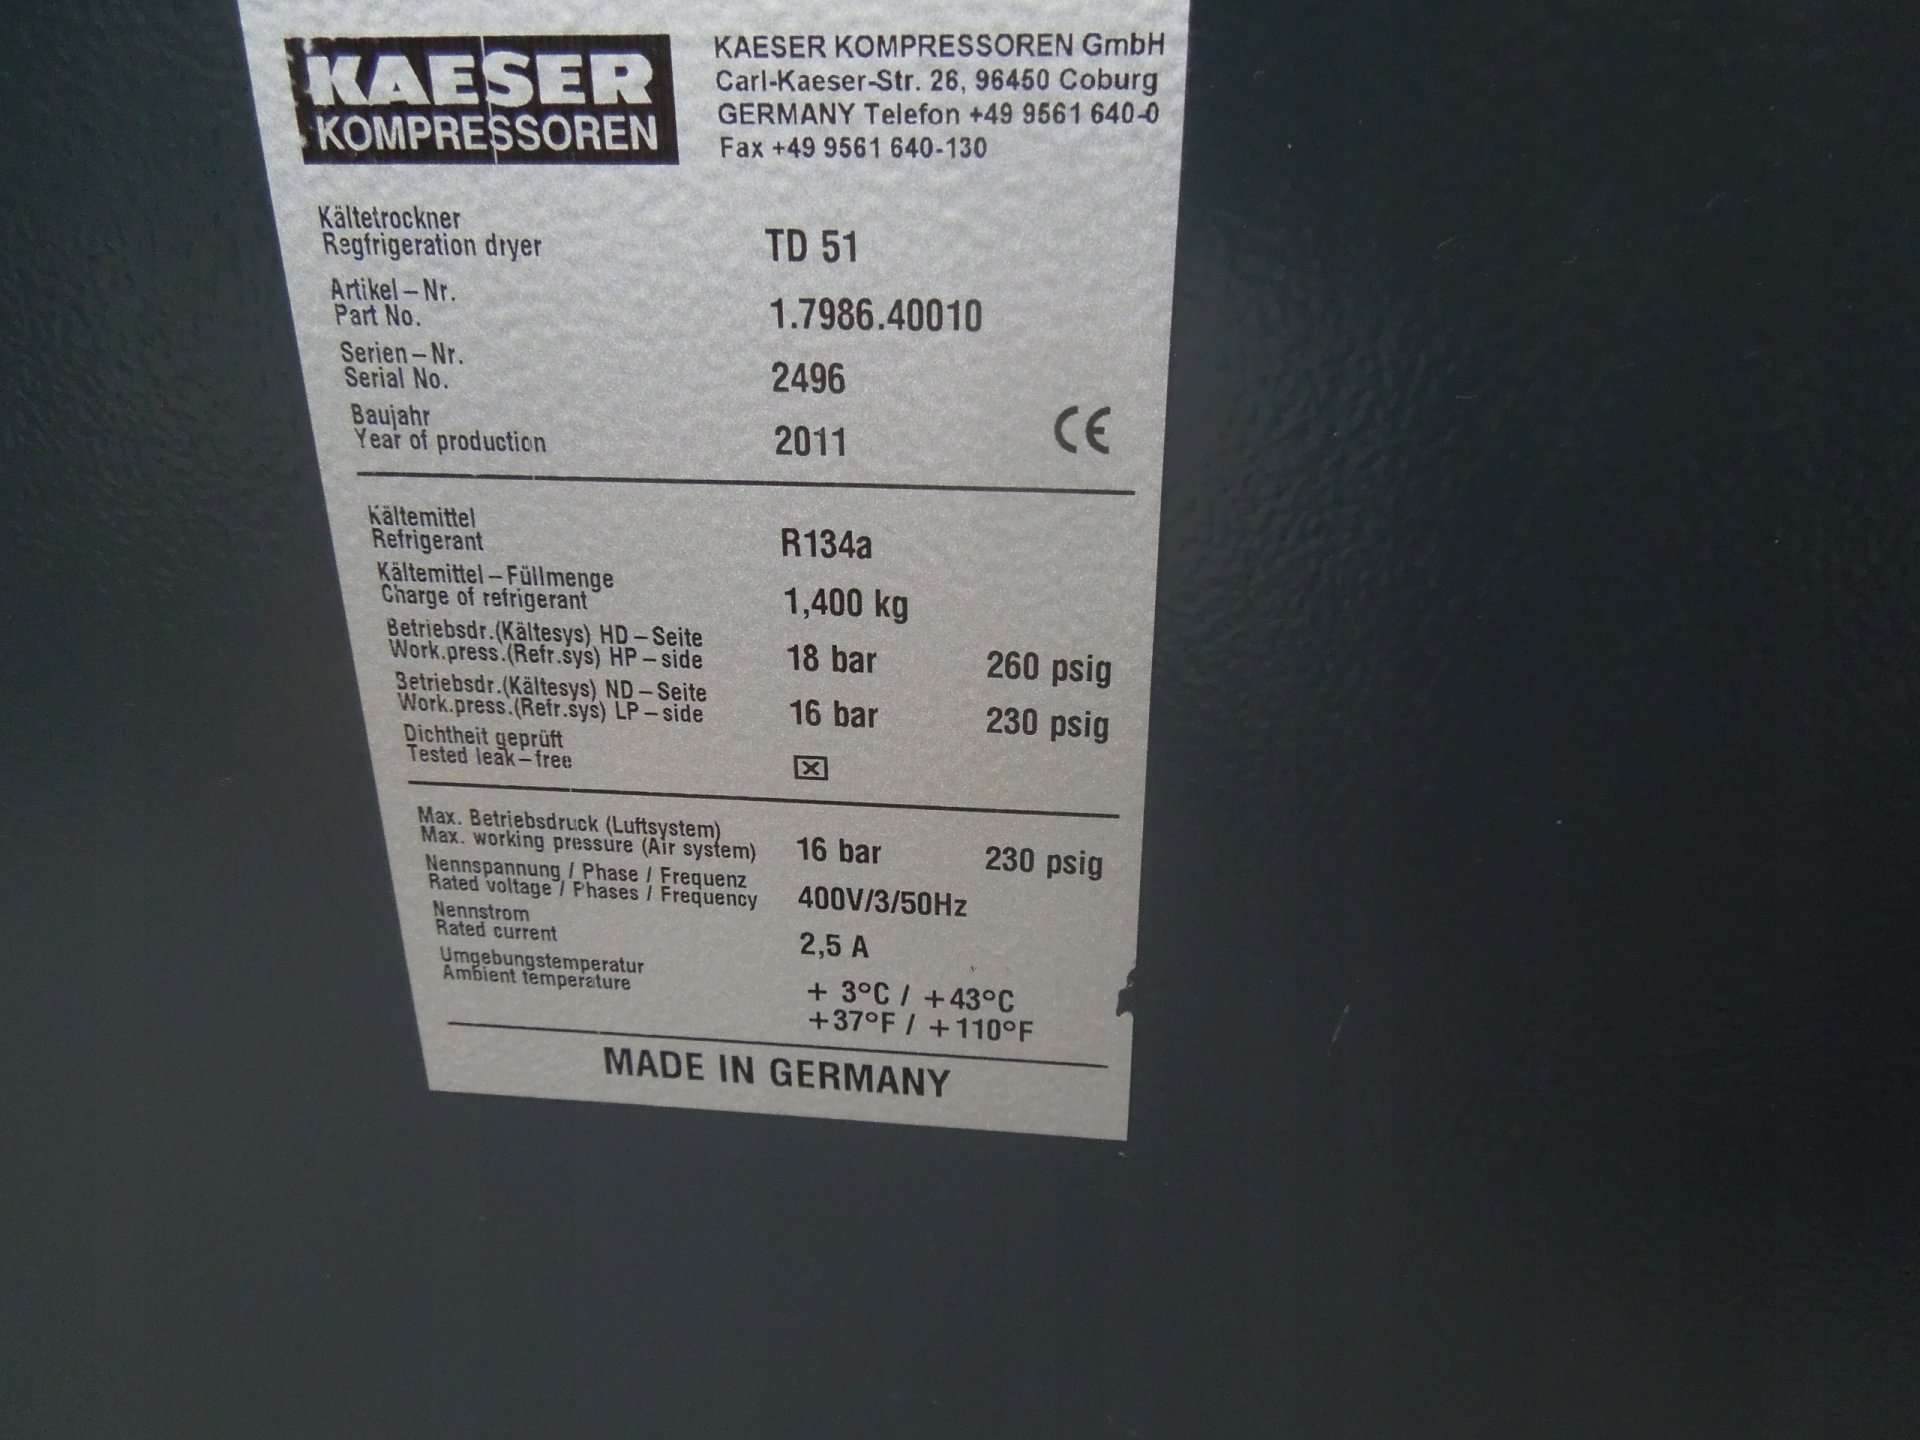 KAESER
KOMPRESSOREN
KAESER KOMPRESSOREN GmbH
Carl-Kaeser-Str. 26, 96450 Coburg
GERMANY Telefon +49 9561 640-0
Fax +49 9561 640-130
Kältetrockner
Regfrigeration dryer TD 51
Artikel-Nr.
Part No. 1.7986.40010
Serien-Nr.
Serial No. 2496
Baujahr
Year of production 2011 CE
Kältemittel
Refrigerant R134a
Kältemittel-Füllmenge
Charge of refrigerant 1,400 kg
Betriebsdr.(Kältesys) HD-Seite
Work.press.(Refr.sys) HP-side 18 bar 260 psig
Betriebsdr.(Kältesys) ND-Seite
Work.press.(Refr.sys) LP-side 16 bar 230 psig
Dichtheit geprüft
Tested leak-free ☒
Max. Betriebsdruck (Luftsystem)
Max. working pressure (Air system) 16 bar 230 psig
Nennspannung / Phase / Frequenz
Rated voltage / Phases / Frequency 400V/3/50Hz
Nennstrom
Rated current 2,5 A
Umgebungstemperatur
Ambient temperature + 3°C / +43°C
+37°F / +110°F
MADE IN GERMANY